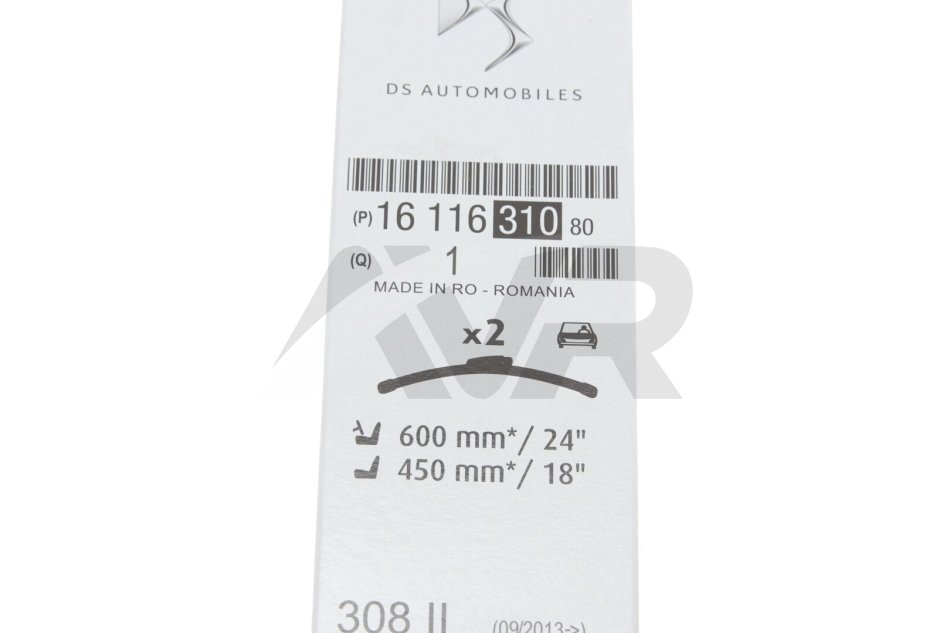 DS AUTOMOBILES
(P) 16 116 310 80
(Q) 1
MADE IN RO - ROMANIA
x2
600 mm*/ 24"
450 mm*/ 18"
308 II (09/2013->)